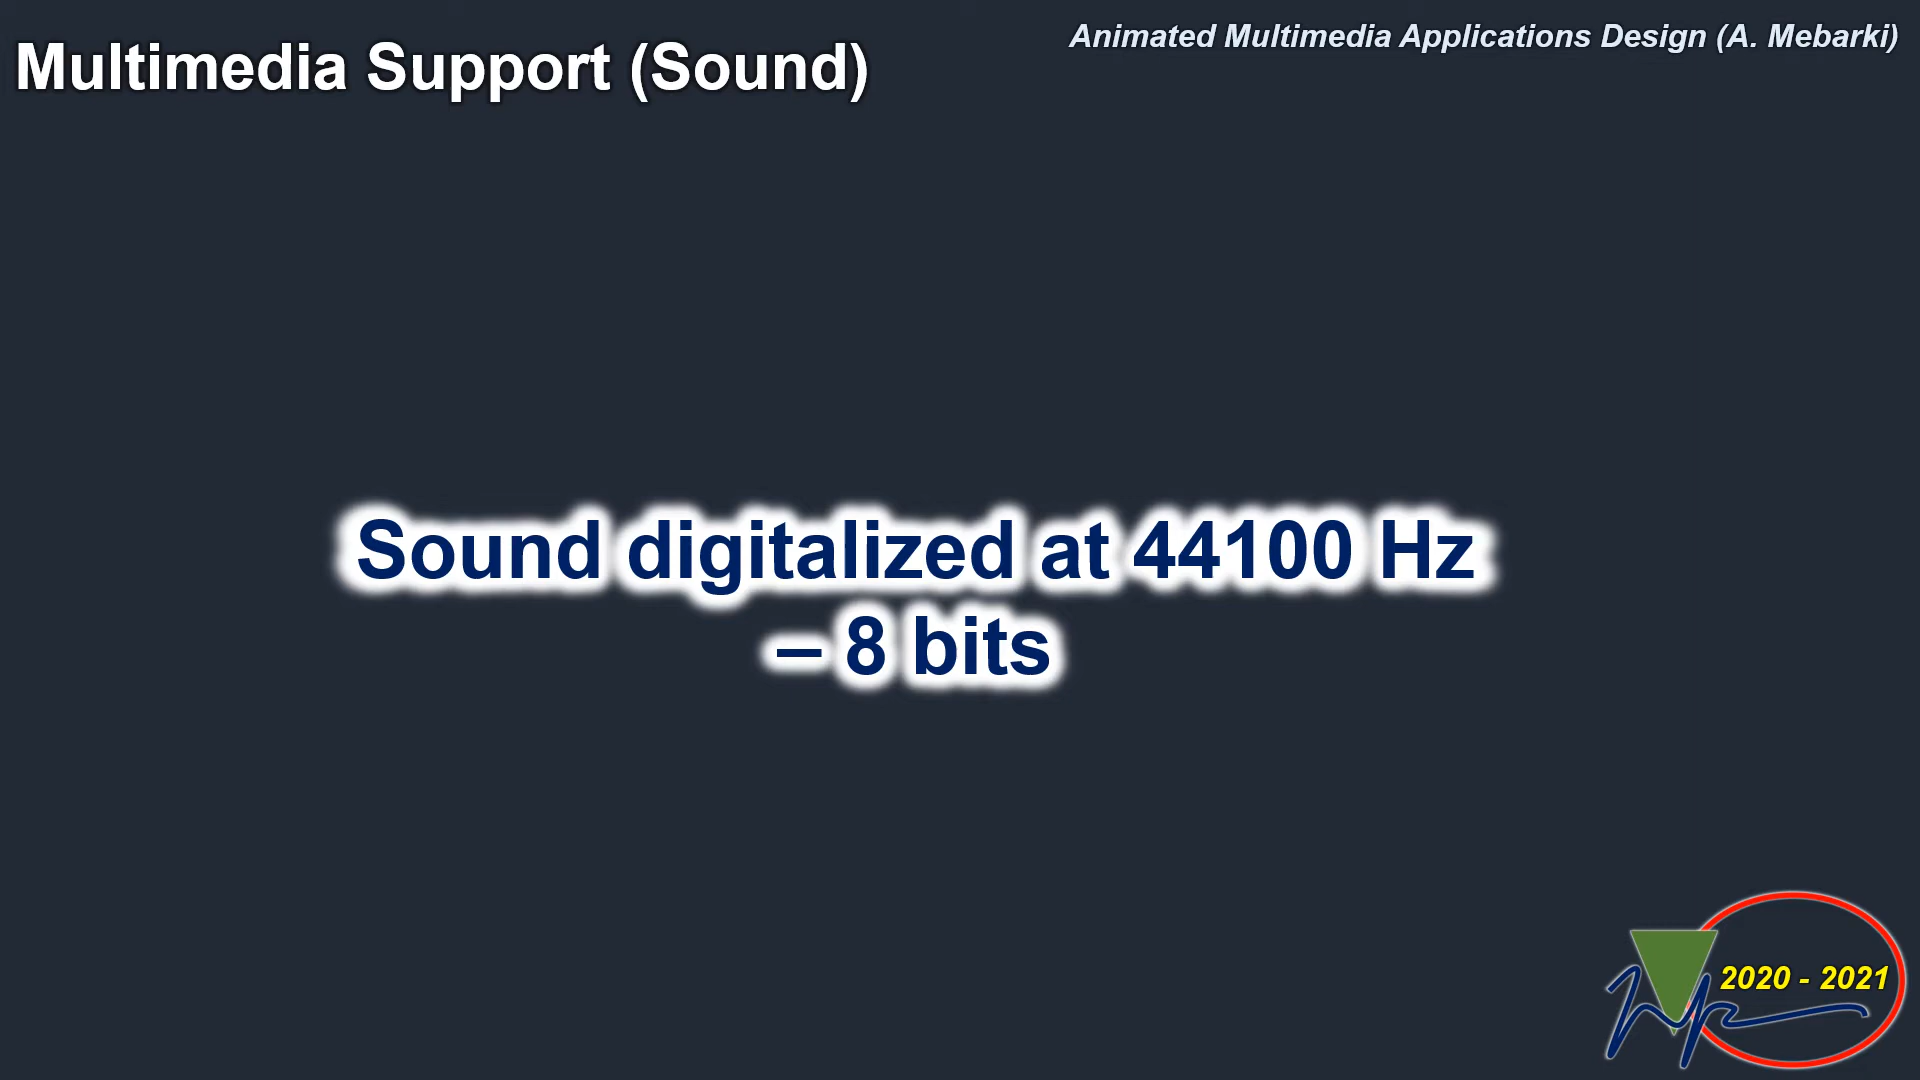 Animated Multimedia Applications Design (A. Mebarki)
Multimedia Support (Sound)
Sound digitalized at 44100 Hz
– 8 bits
2020 - 2021